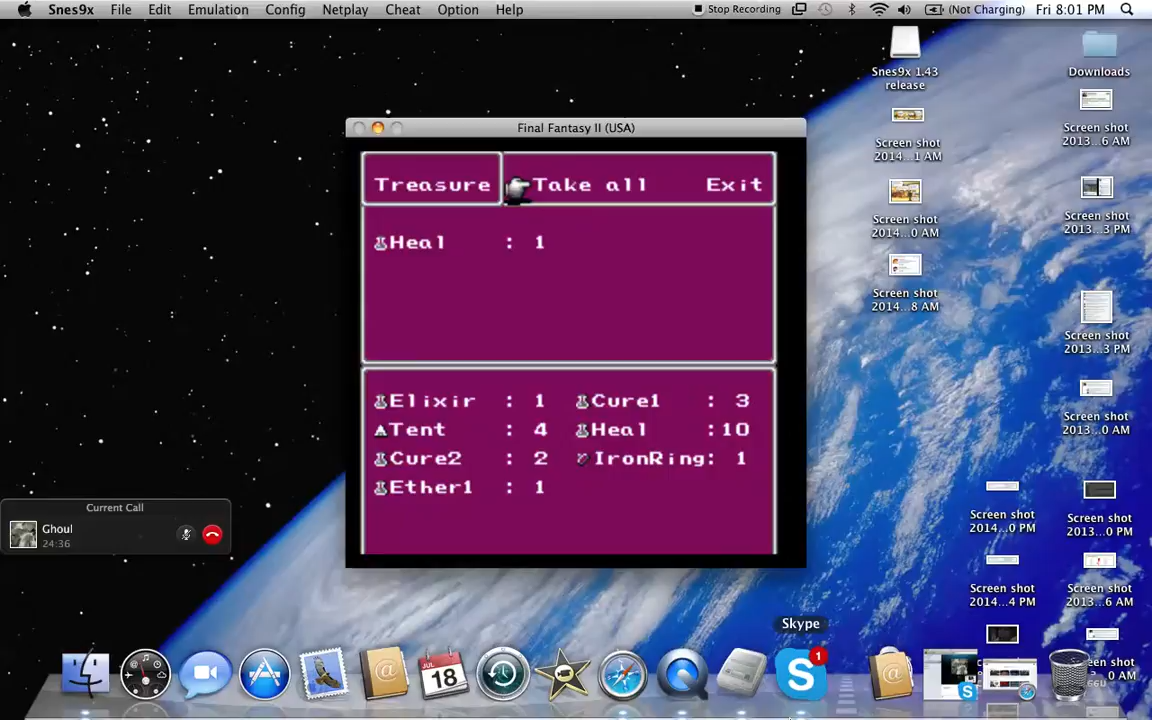 Snes9x File Edit Emulation Config Netplay Cheat Option Help Stop Recording (Not Charging) Fri 8:01 PM
Snes9x 1.43
release
Downloads
Screen shot
2014...1 AM
Screen shot
2013...6 AM
Screen shot
2014...0 AM
Screen shot
2013...3 PM
Screen shot
2014...8 AM
Screen shot
2013...3 PM
Screen shot
2013...0 AM
Screen shot
2014...0 PM
Screen shot
2013...0 PM
Screen shot
2014...4 PM
Screen shot
2013...6 AM
Screen shot
Final Fantasy II (USA)
Treasure Take all Exit
Heal : 1
Elixir : 1 Cure1 : 3
Tent : 4 Heal :10
Cure2 : 2 IronRing: 1
Ether1 : 1
Current Call
Ghoul
24:36
Skype
1
JUL
18